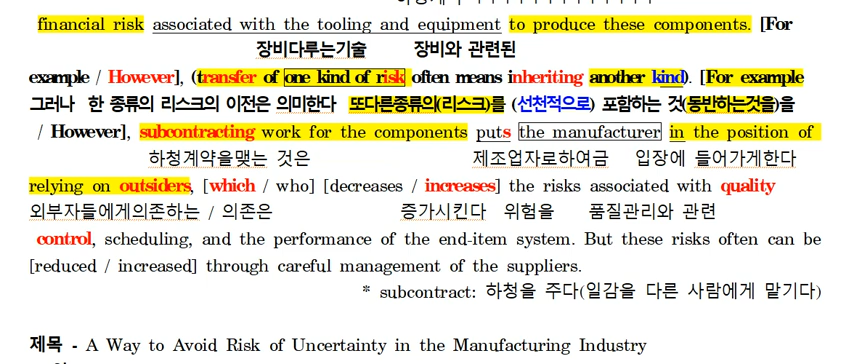 financial risk associated with the tooling and equipment to produce these components. [For
장비다루는기술 장비와 관련된
example / However], (transfer of one kind of risk often means inheriting another kind). [For example
그러나 한 종류의 리스크의 이전은 의미한다 또다른종류의(리스크)를 (선천적으로) 포함하는 것(동반하는것을)을
/ However], subcontracting work for the components puts the manufacturer in the position of
하청계약을맺는 것은 제조업자로하여금 입장에 들어가게한다
relying on outsiders, [which / who] [decreases / increases] the risks associated with quality
외부자들에게의존하는 / 의존은 증가시킨다 위험을 품질관리와 관련
control, scheduling, and the performance of the end-item system. But these risks often can be
[reduced / increased] through careful management of the suppliers.
* subcontract: 하청을 주다(일감을 다른 사람에게 맡기다)
제목 - A Way to Avoid Risk of Uncertainty in the Manufacturing Industry